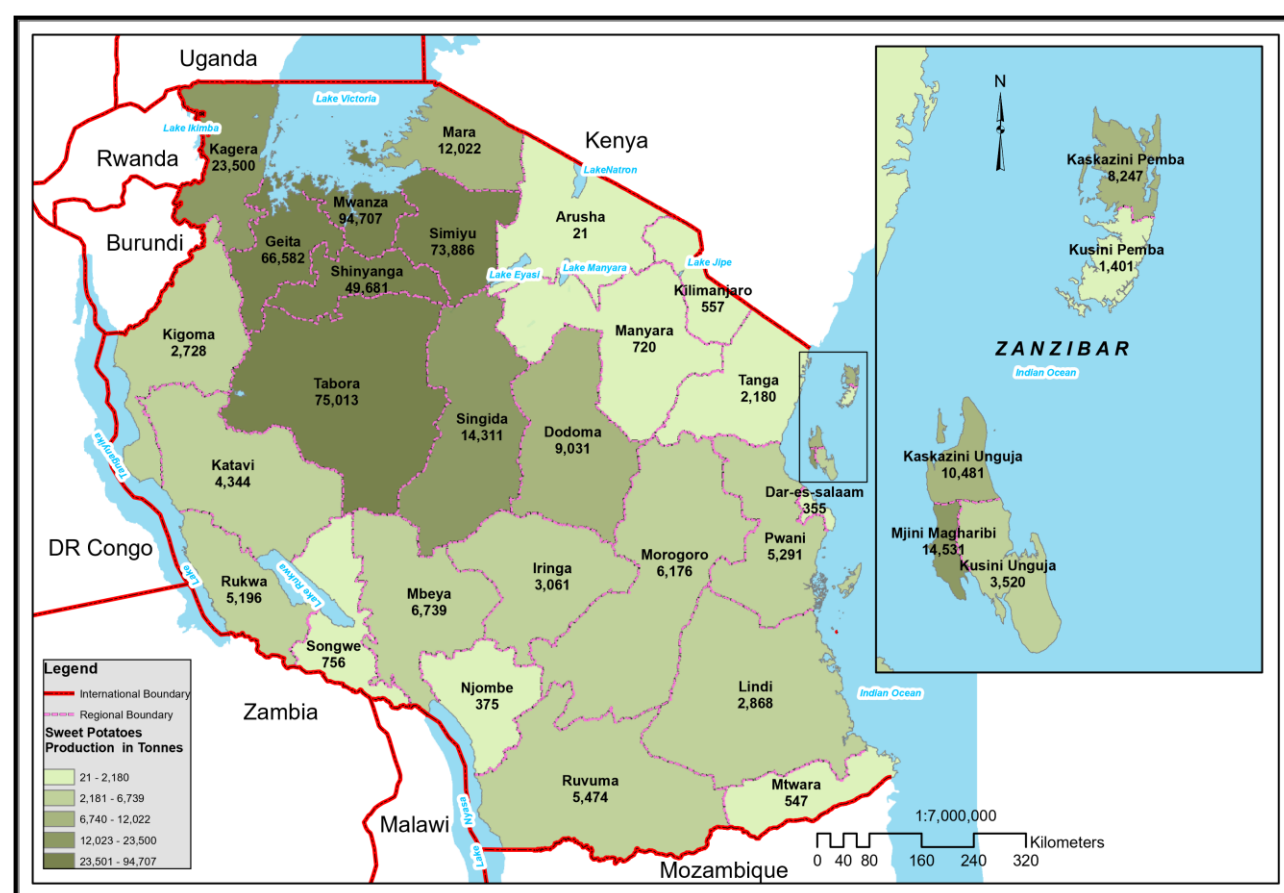 Uganda
Lake Victoria
Lake Ikimba
Kagera
23,500
Mara
12,022
Kenya
Rwanda
LakeNatron
Mwanza
94,707
Arusha
21
Burundi
Geita
66,582
Simiyu
73,886
Shinyanga
49,681
Lake Eyasi
Lake Manyara
Lake Jipe
Kilimanjaro
557
Kigoma
2,728
Manyara
720
Tabora
75,013
Tanga
2,180
Singida
14,311
Dodoma
9,031
Katavi
4,344
Lake Tanganyika
Dar-es-salaam
355
DR Congo
Morogoro
6,176
Pwani
5,291
Rukwa
5,196
Lake Rukwa
Mbeya
6,739
Iringa
3,061
Songwe
756
Njombe
375
Lindi
2,868
Indian Ocean
Zambia
Ruvuma
5,474
Mtwara
547
Malawi
Lake Nyasa
Mozambique
N
Kaskazini Pemba
8,247
Kusini Pemba
1,401
ZANZIBAR
Indian Ocean
Kaskazini Unguja
10,481
Mjini Magharibi
14,531
Kusini Unguja
3,520
Legend
International Boundary
Regional Boundary
Sweet Potatoes
Production in Tonnes
21 - 2,180
2,181 - 6,739
6,740 - 12,022
12,023 - 23,500
23,501 - 94,707
1:7,000,000
Kilometers
0 40 80 160 240 320